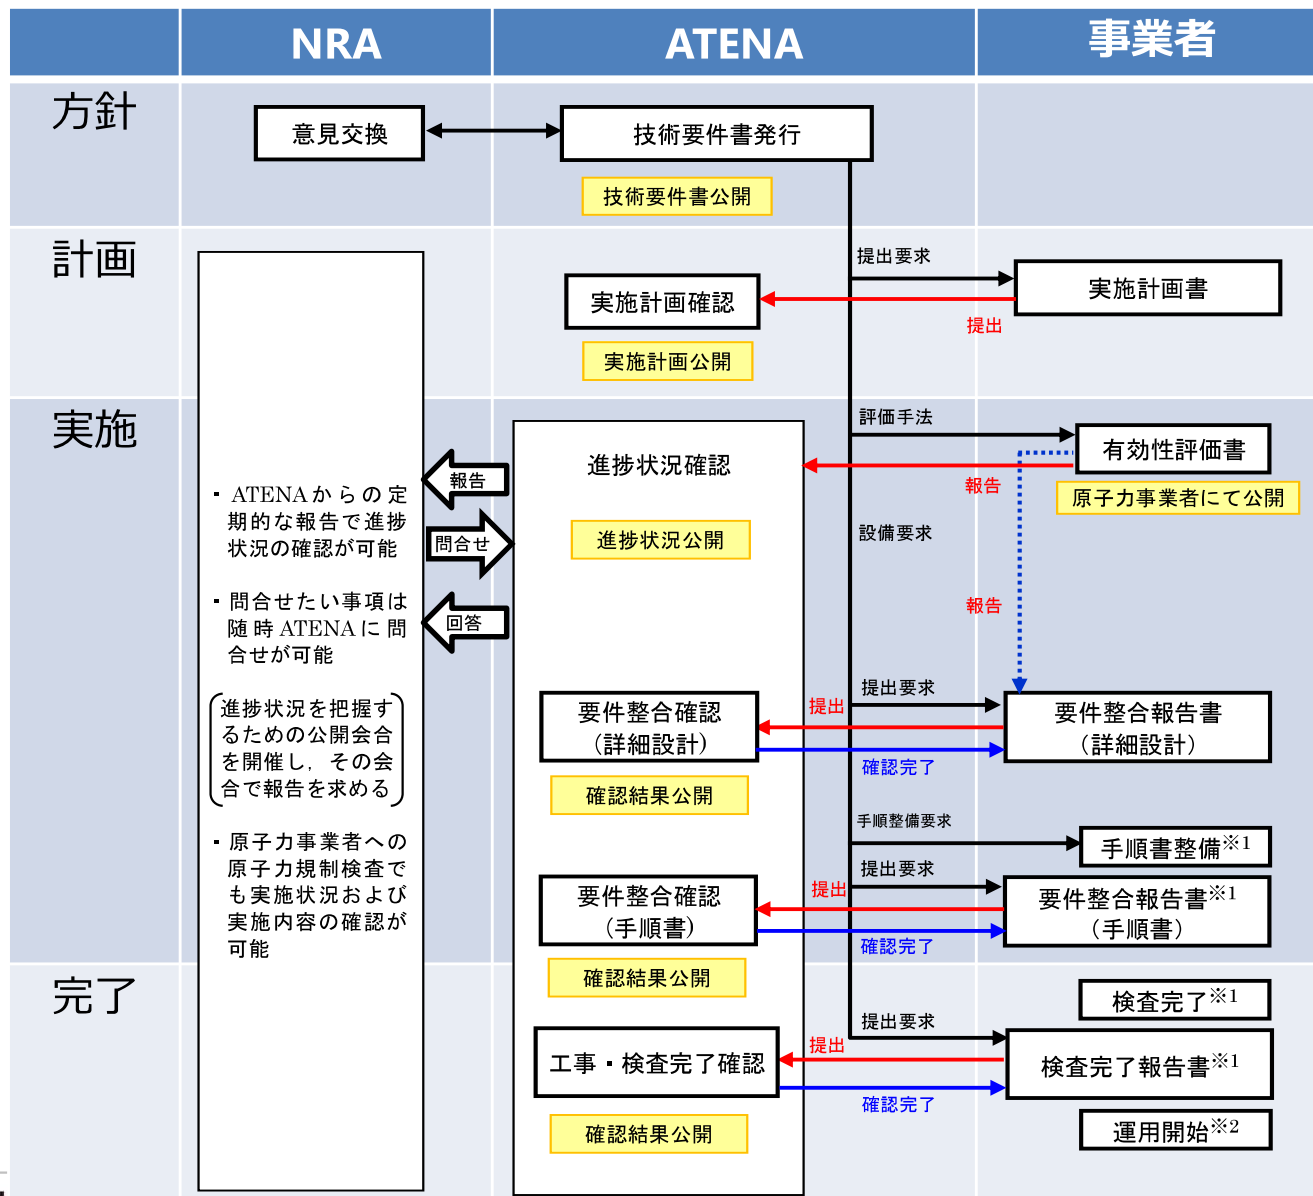 NRA
ATENA
事業者
方針
意見交換
技術要件書発行
技術要件書公開
計画
提出要求
実施計画書
実施計画確認
提出
実施計画公開
実施
評価手法
有効性評価書
進捗状況確認
報告
報告
原子力事業者にて公開
・ATENAからの定
期的な報告で進捗
状況の確認が可能
進捗状況公開
設備要求
問合せ
・問合せたい事項は
随時ATENAに問
合せが可能
回答
報告
進捗状況を把握す
るための公開会合
を開催し，その会
合で報告を求める
要件整合確認
（詳細設計）
提出
提出要求
要件整合報告書
（詳細設計）
確認完了
確認結果公開
・原子力事業者への
原子力規制検査で
も実施状況および
実施内容の確認が
可能
手順整備要求
手順書整備※1
提出要求
要件整合確認
（手順書）
提出
要件整合報告書※1
（手順書）
確認完了
確認結果公開
完了
検査完了※1
提出要求
工事・検査完了確認
提出
検査完了報告書※1
確認完了
確認結果公開
運用開始※2